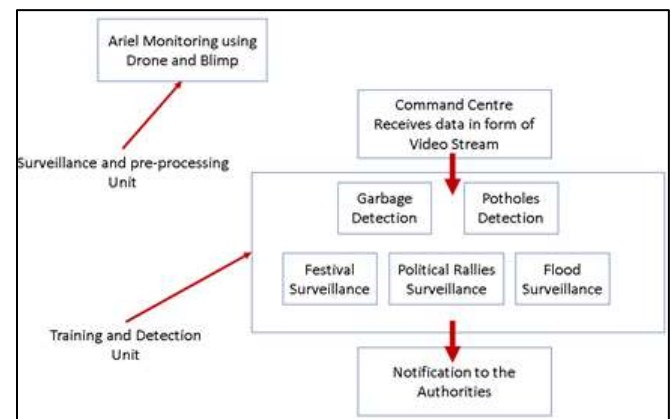 Ariel Monitoring using
Drone and Blimp
Command Centre
Receives data in form of
Video Stream
Surveillance and pre-processing
Unit
Garbage
Detection
Potholes
Detection
Festival
Surveillance
Political Rallies
Surveillance
Flood
Surveillance
Training and Detection
Unit
Notification to the
Authorities